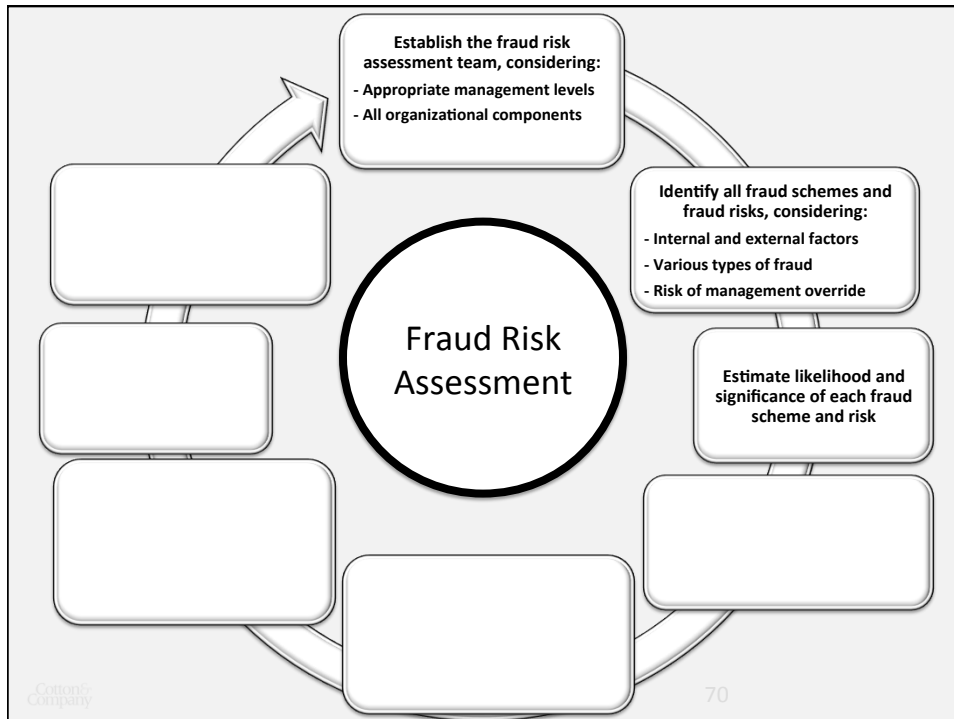 Establish the fraud risk
assessment team, considering:
- Appropriate management levels
- All organizational components
Identify all fraud schemes and
fraud risks, considering:
- Internal and external factors
- Various types of fraud
- Risk of management override
Fraud Risk
Assessment
Estimate likelihood and
significance of each fraud
scheme and risk
Cotton&
Company
70